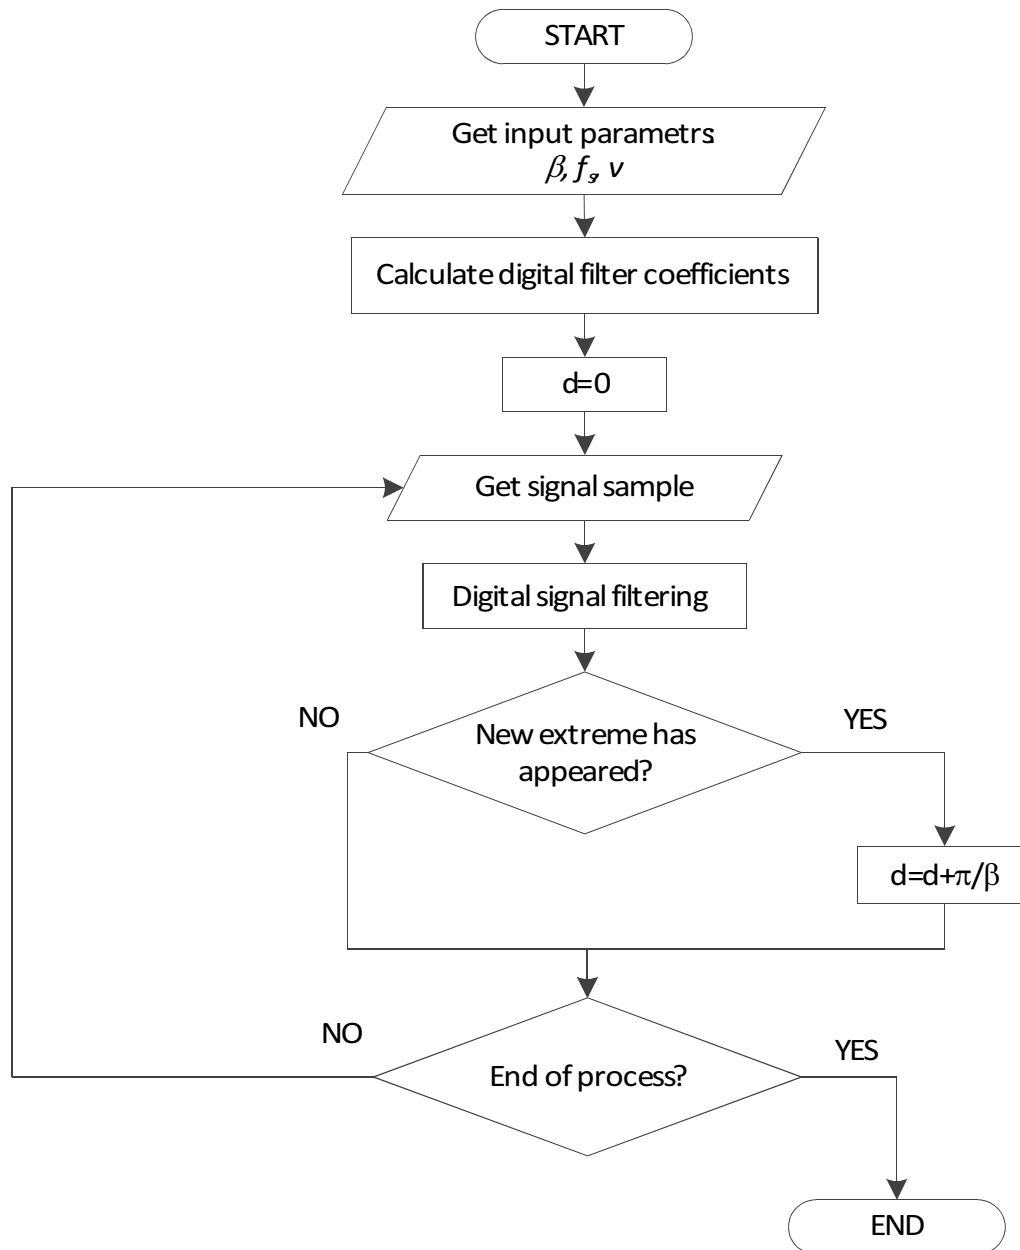 START
Get input parametrs
β, fs, v
Calculate digital filter coefficients
d=0
Get signal sample
Digital signal filtering
NO
YES
New extreme has
appeared?
d=d+π/β
NO
YES
End of process?
END